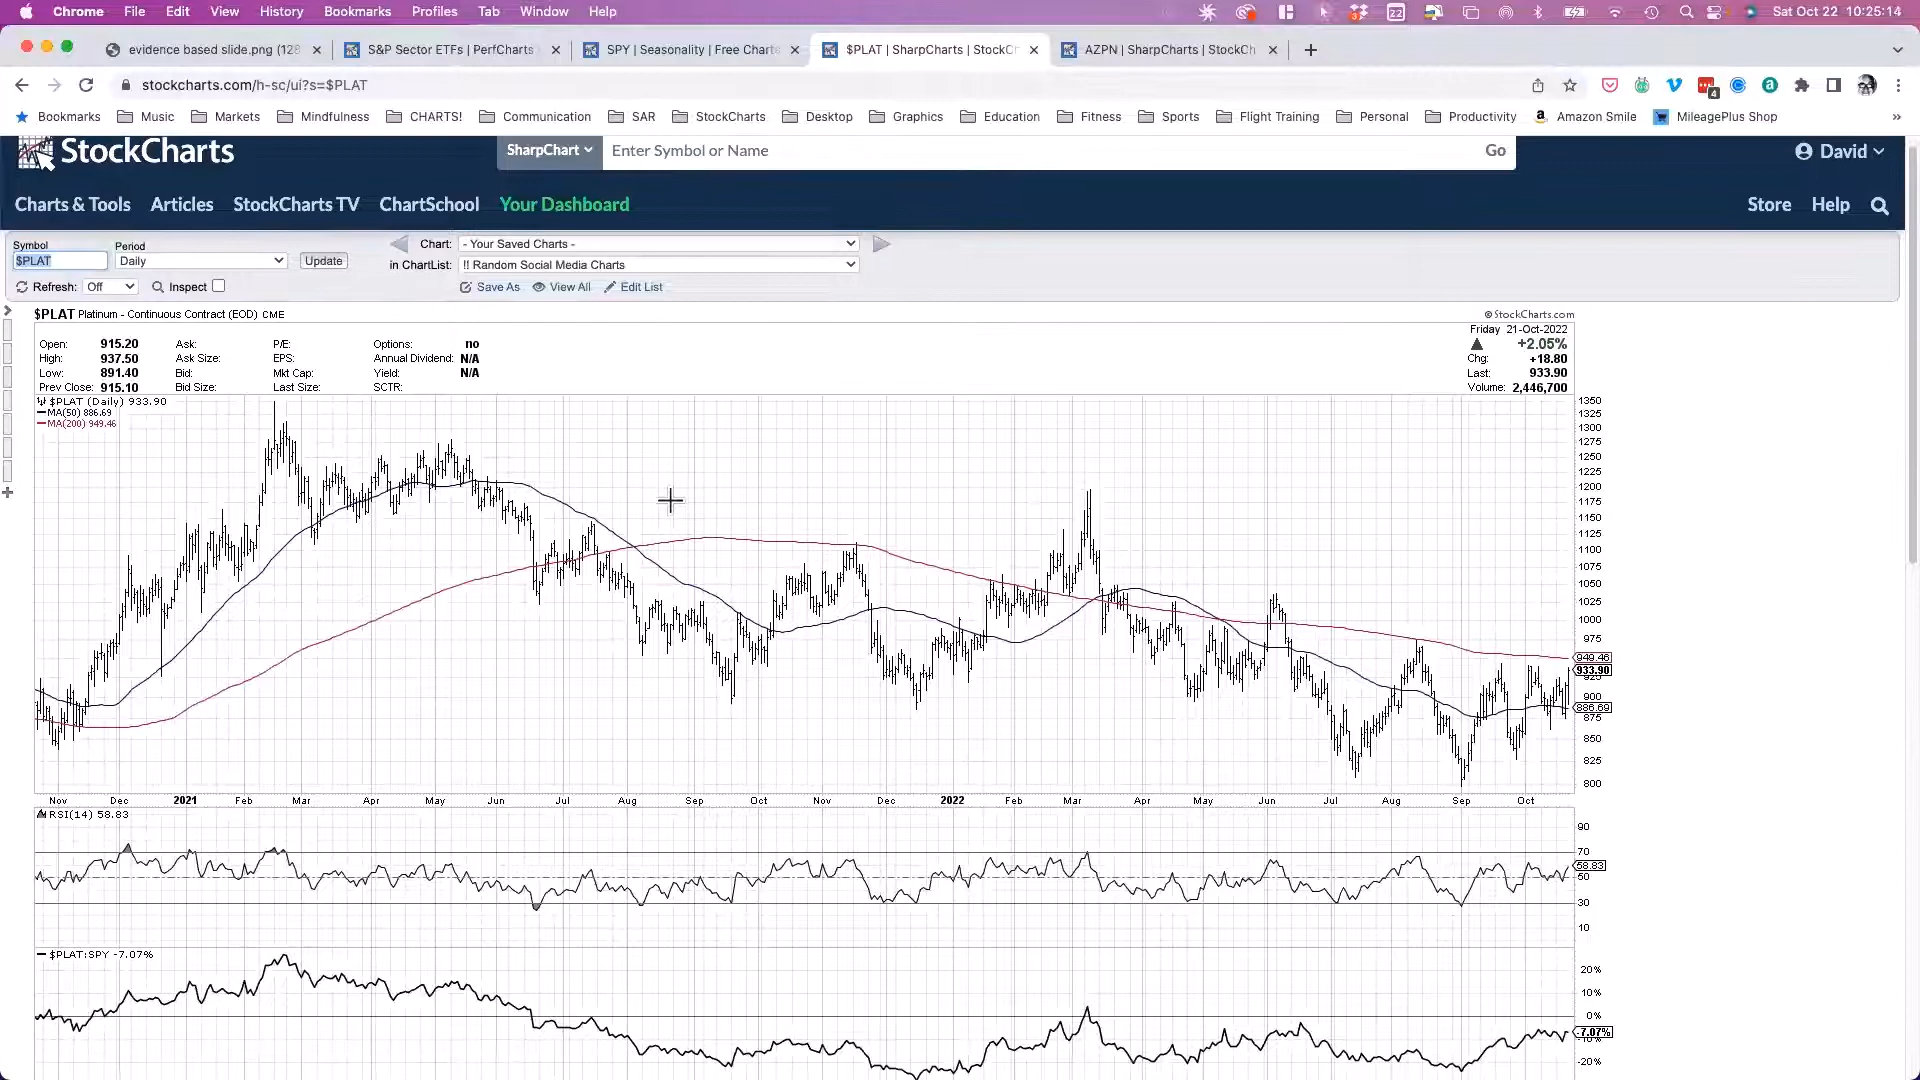 Chrome File Edit View History Bookmarks Profiles Tab Window Help 3 22 Sat Oct 22 10:25:14
evidence based slide.png (128 S&P Sector ETFs | PerfCharts SPY | Seasonality | Free Charts $PLAT | SharpCharts | StockC AZPN | SharpCharts | StockCh
stockcharts.com/h-sc/ui?s=$PLAT 4
Bookmarks Music Markets Mindfulness CHARTS! Communication SAR StockCharts Desktop Graphics Education Fitness Sports Flight Training Personal Productivity Amazon Smile MileagePlus Shop »
StockCharts SharpChart Enter Symbol or Name Go David
Charts & Tools Articles StockCharts TV ChartSchool Your Dashboard Store Help
Symbol Period Chart: - Your Saved Charts -
$PLAT Daily Update in ChartList: !! Random Social Media Charts
Refresh: Off Inspect Save As View All Edit List
$PLAT Platinum - Continuous Contract (EOD) CME © StockCharts.com
Friday 21-Oct-2022
Open: 915.20 Ask: P/E: Options: no +2.05%
High: 937.50 Ask Size: EPS: Annual Dividend: N/A Chg: +18.80
Low: 891.40 Bid: Mkt Cap: Yield: N/A Last: 933.90
Prev Close: 915.10 Bid Size: Last Size: SCTR: Volume: 2,446,700
$PLAT (Daily) 933.90
MA(50) 886.69
MA(200) 949.46
1350
1325
1300
1275
1250
1225
1200
1175
1150
1125
1100
1075
1050
1025
1000
975
949.46
933.90
925
900
886.69
875
850
825
800
Nov Dec 2021 Feb Mar Apr May Jun Jul Aug Sep Oct Nov Dec 2022 Feb Mar Apr May Jun Jul Aug Sep Oct
RSI(14) 58.83
90
70
58.83
50
30
10
$PLAT:SPY -7.07%
20%
10%
0%
-7.07%
-10%
-20%